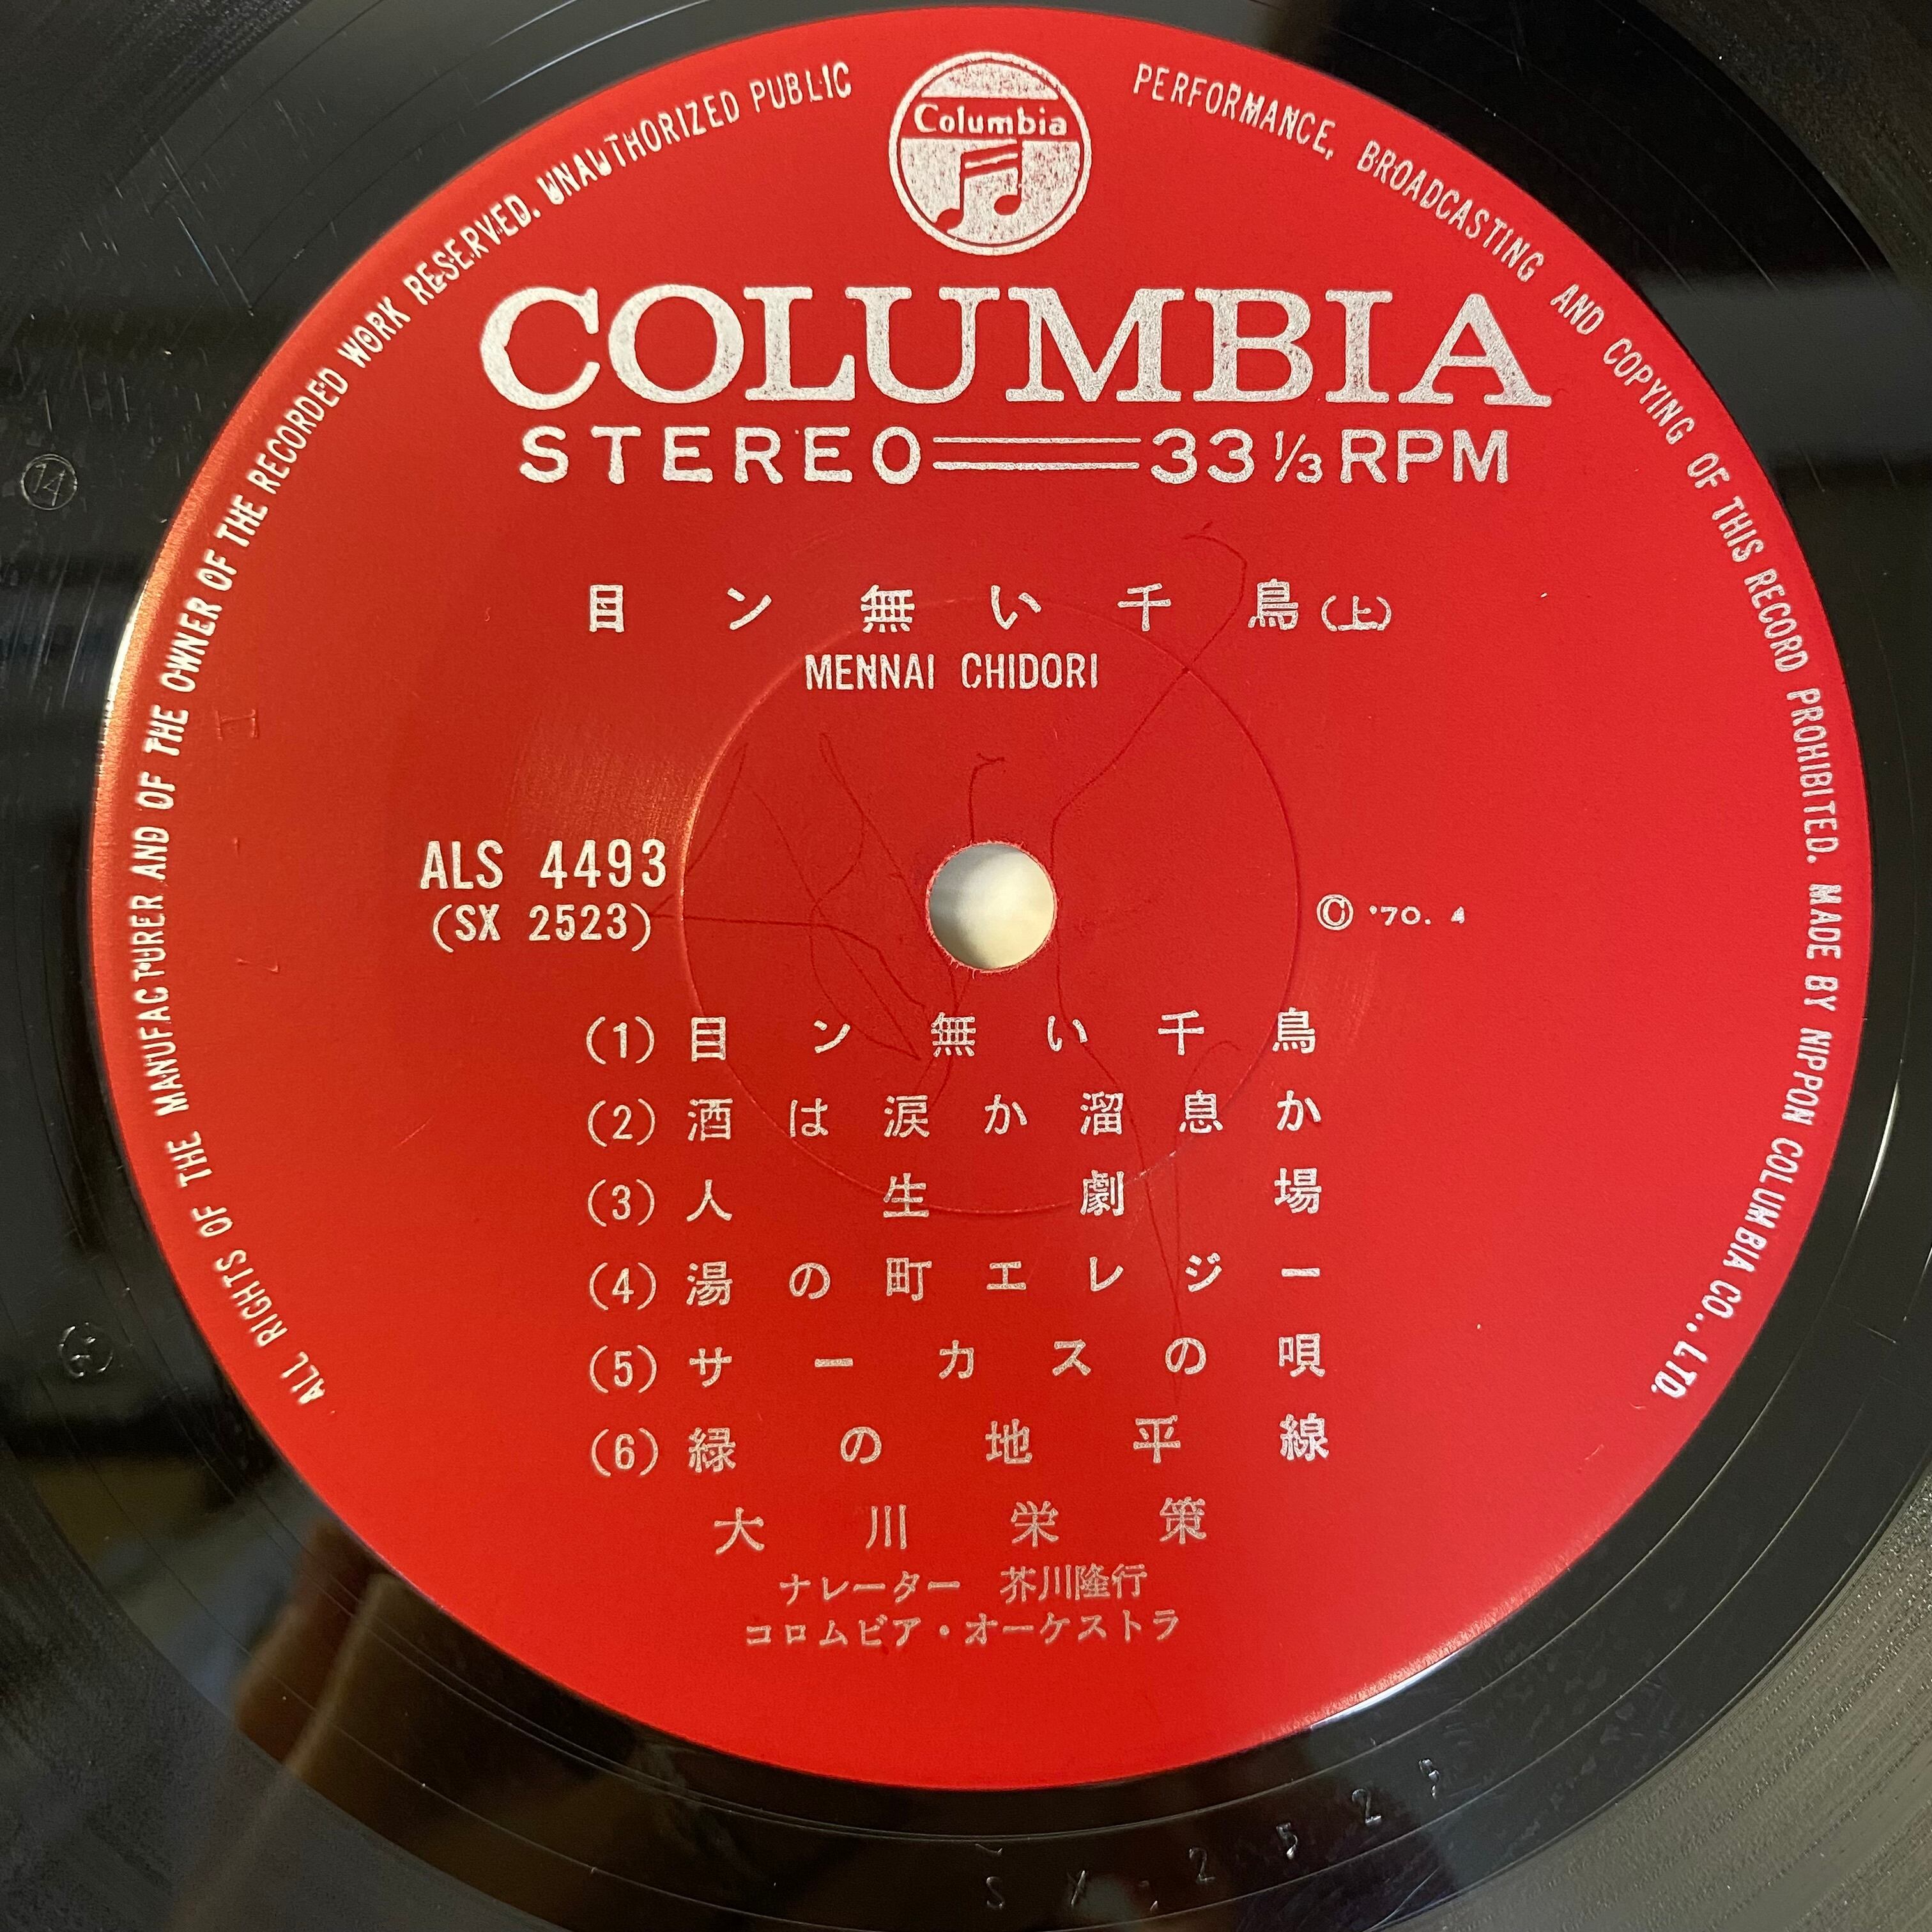 ALL RIGHTS OF THE MANUFACTURER AND OF THE OWNER OF THE RECORDED WORK RESERVED. UNAUTHORIZED PUBLIC PERFORMANCE, BROADCASTING AND COPYING OF THIS RECORD PROHIBITED. MADE BY NIPPON COLUMBIA CO., LTD.
Columbia
COLUMBIA
STEREO 33 1/3 RPM
目ン無い千鳥(上)
MENNAI CHIDORI
ALS 4493
(SX 2523)
© '70. 4
(1) 目ン無い千鳥
(2) 酒は涙か溜息か
(3) 人生劇場
(4) 湯の町エレジー
(5) サーカスの唄
(6) 緑の地平線
大川栄策
ナレーター 芥川隆行
コロムビア・オーケストラ
14